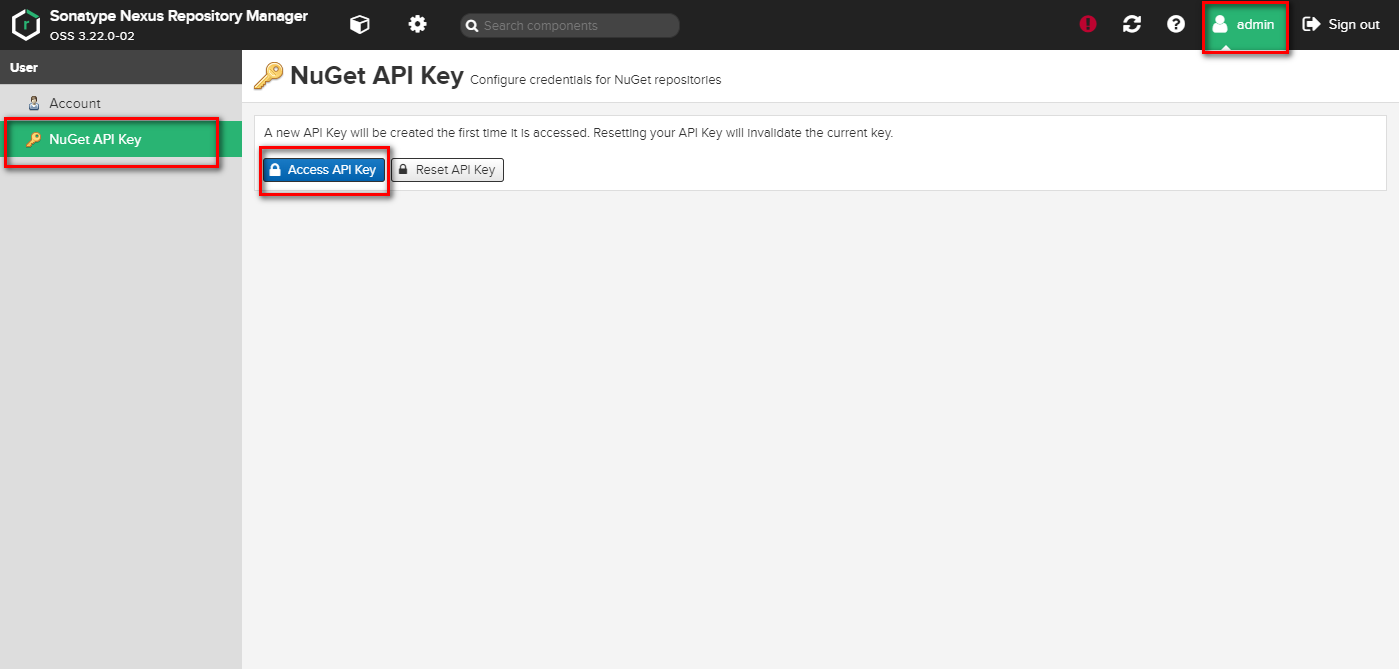 Sonatype Nexus Repository Manager
OSS 3.22.0-02
Search components
admin
Sign out
User
Account
NuGet API Key
NuGet API Key Configure credentials for NuGet repositories
A new API Key will be created the first time it is accessed. Resetting your API Key will invalidate the current key.
Access API Key
Reset API Key